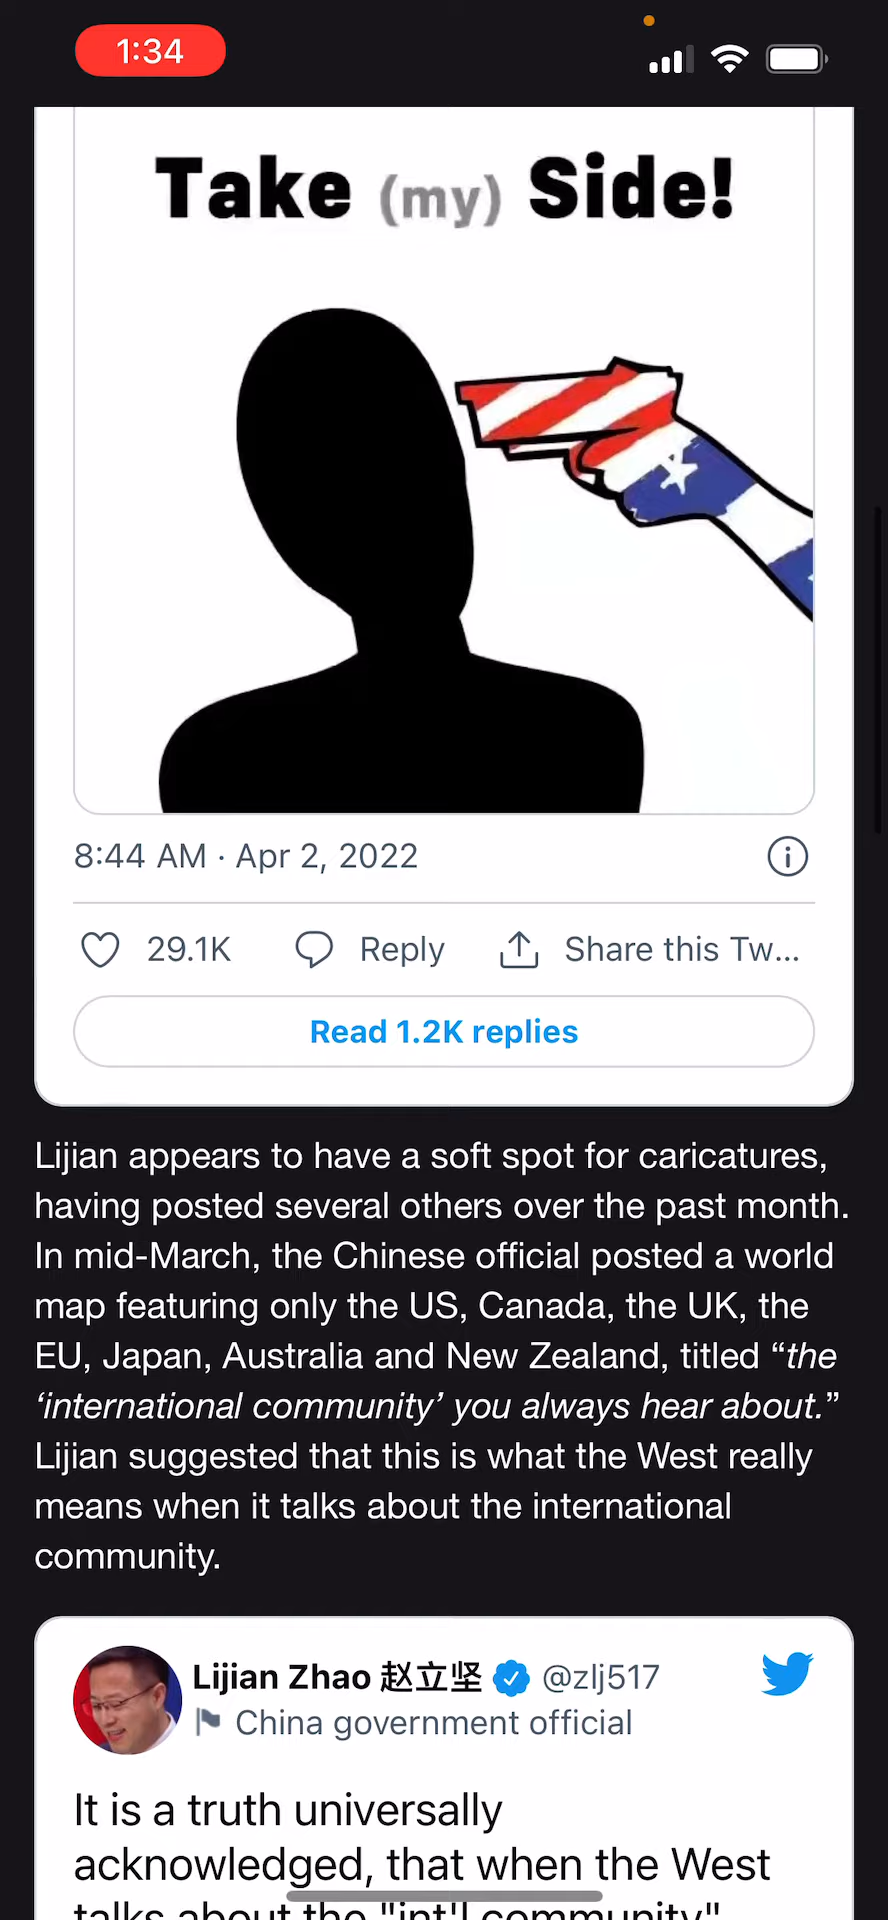 1:34
Take (my) Side!
8:44 AM · Apr 2, 2022
29.1K Reply Share this Tw...
Read 1.2K replies
Lijian appears to have a soft spot for caricatures,
having posted several others over the past month.
In mid-March, the Chinese official posted a world
map featuring only the US, Canada, the UK, the
EU, Japan, Australia and New Zealand, titled “the
‘international community’ you always hear about.”
Lijian suggested that this is what the West really
means when it talks about the international
community.
Lijian Zhao 赵立坚 @zlj517
China government official
It is a truth universally
acknowledged, that when the West
talks about the "int'l community"